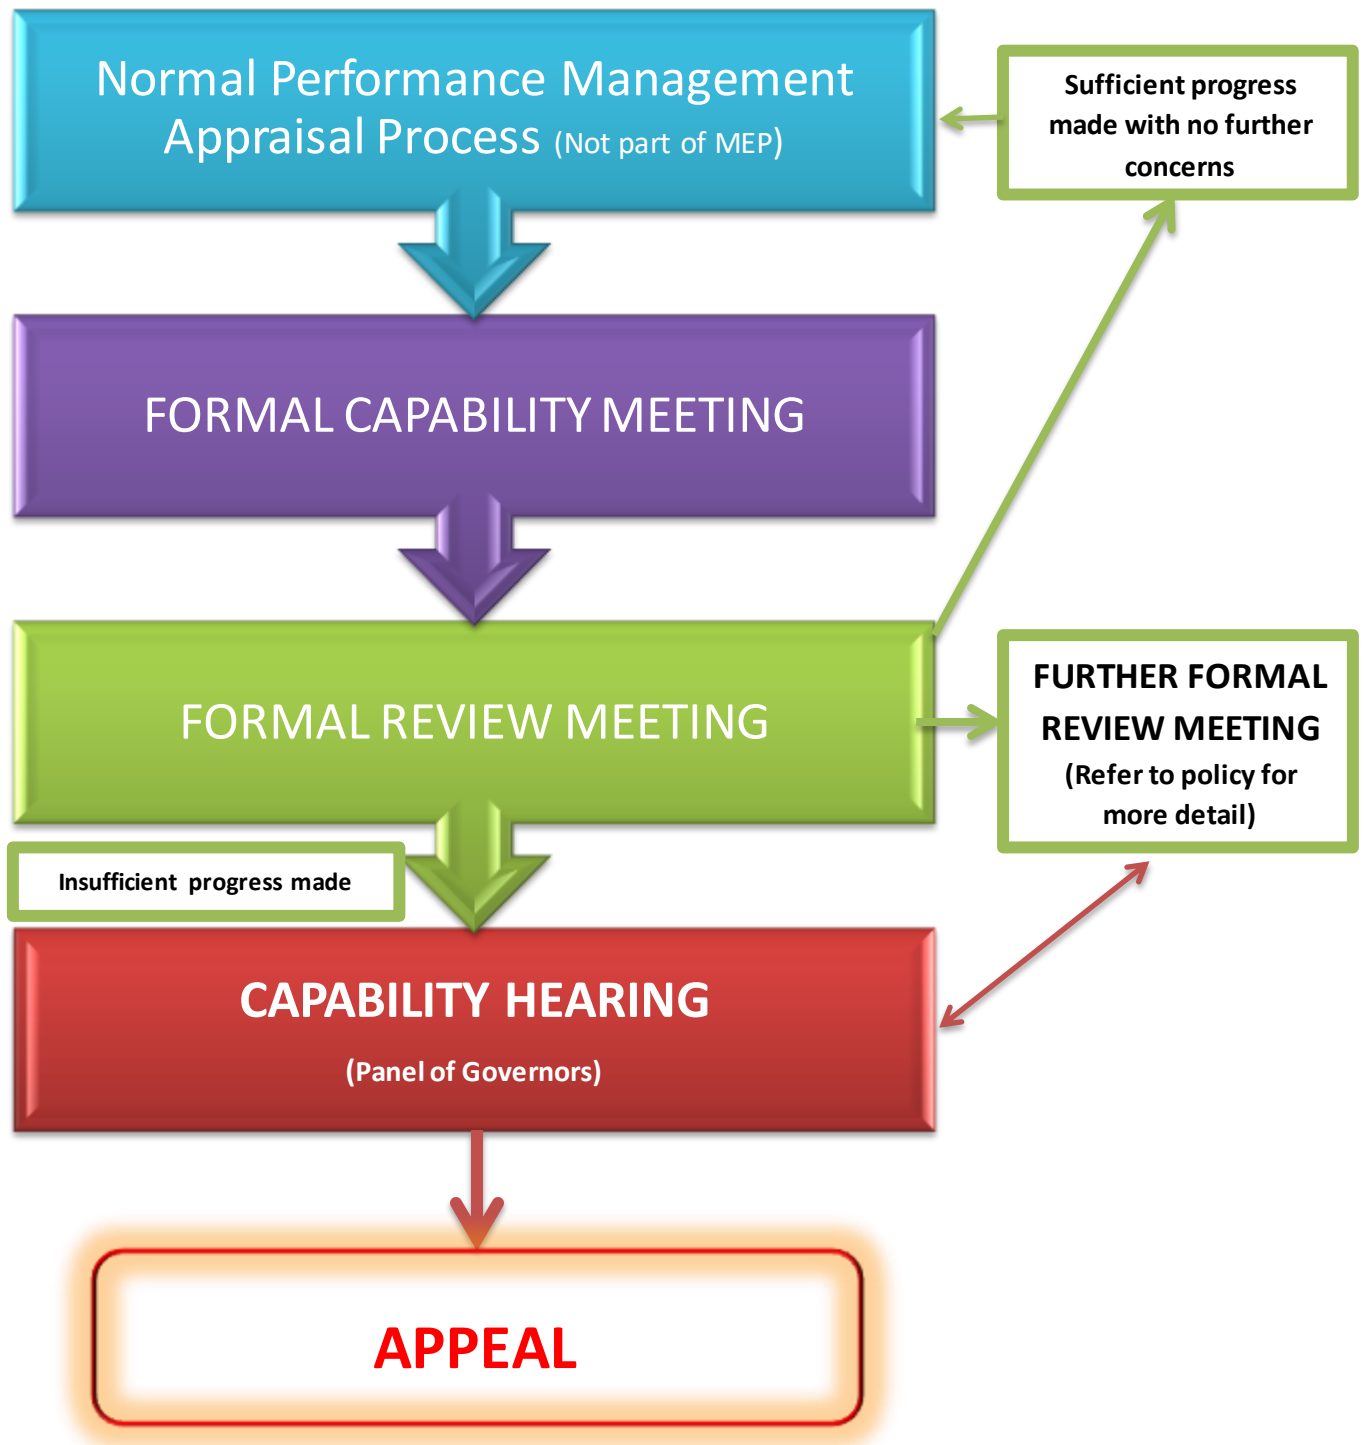 Normal Performance Management
Appraisal Process (Not part of MEP)
Sufficient progress
made with no further
concerns
FORMAL CAPABILITY MEETING
FORMAL REVIEW MEETING
FURTHER FORMAL
REVIEW MEETING
(Refer to policy for
more detail)
Insufficient progress made
CAPABILITY HEARING
(Panel of Governors)
APPEAL